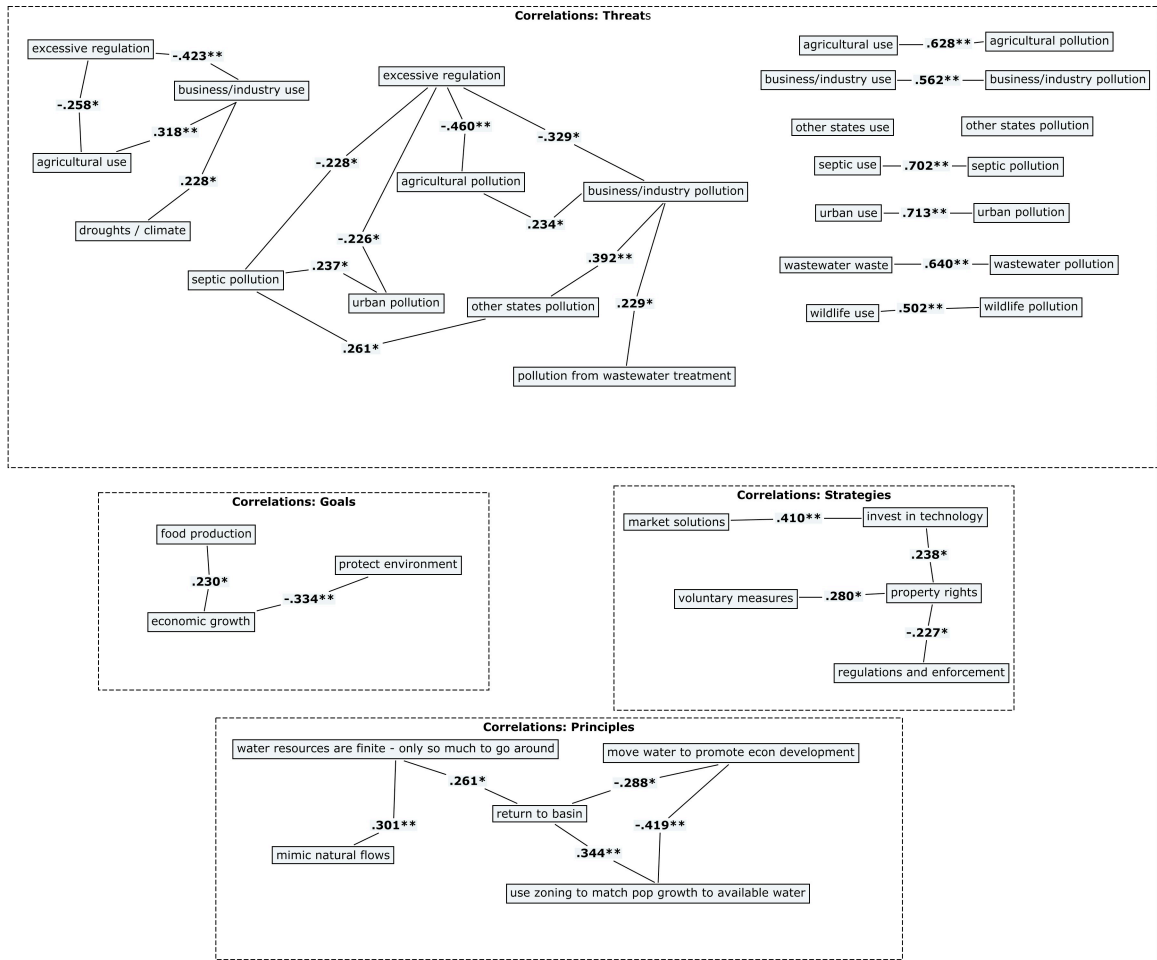 Correlations: Threats
excessive regulation
-.423**
business/industry use
-.258*
.318**
agricultural use
.228*
droughts / climate
excessive regulation
-.460**
-.329*
-.228*
agricultural pollution
business/industry pollution
.234*
-.226*
.392**
.237*
septic pollution
urban pollution
other states pollution
.229*
.261*
pollution from wastewater treatment
agricultural use
.628**
agricultural pollution
business/industry use
.562**
business/industry pollution
other states use
other states pollution
septic use
.702**
septic pollution
urban use
.713**
urban pollution
wastewater waste
.640**
wastewater pollution
wildlife use
.502**
wildlife pollution
Correlations: Goals
food production
protect environment
.230*
-.334**
economic growth
Correlations: Strategies
market solutions
.410**
invest in technology
.238*
voluntary measures
.280*
property rights
-.227*
regulations and enforcement
Correlations: Principles
water resources are finite - only so much to go around
move water to promote econ development
.261*
-.288*
return to basin
.301**
-.419**
mimic natural flows
.344**
use zoning to match pop growth to available water